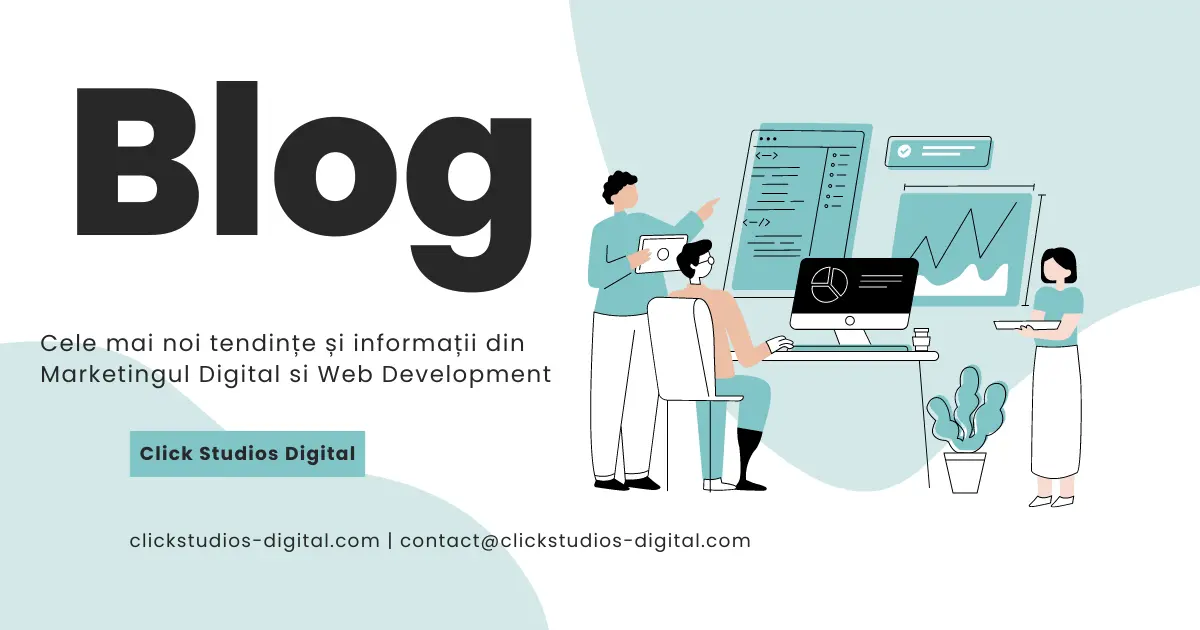 Blog
Cele mai noi tendințe și informații din
Marketingul Digital si Web Development
Click Studios Digital
clickstudios-digital.com | contact@clickstudios-digital.com